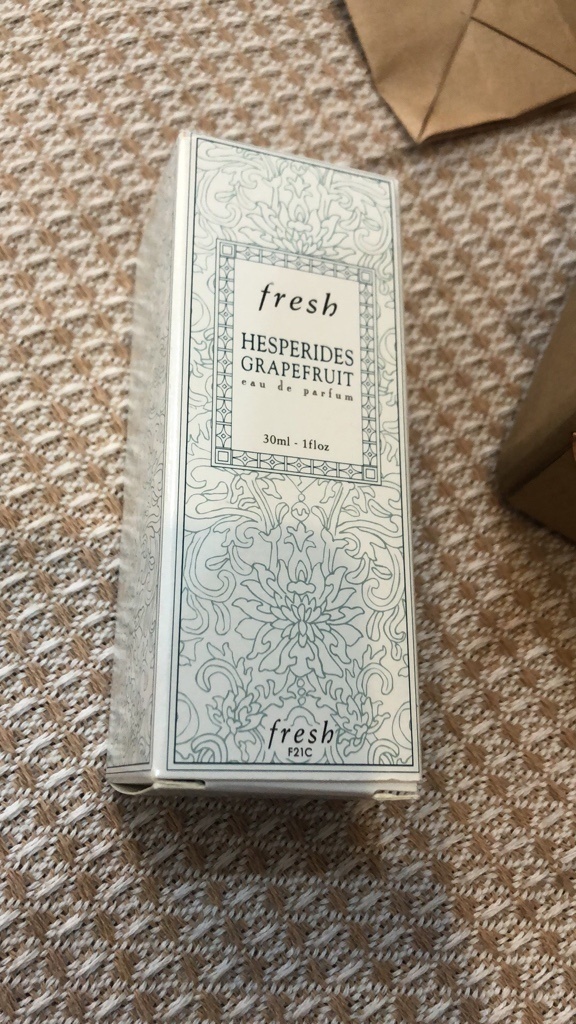 fresh
HESPERIDES
GRAPEFRUIT
eau de parfum
30ml - 1floz
fresh
F21C